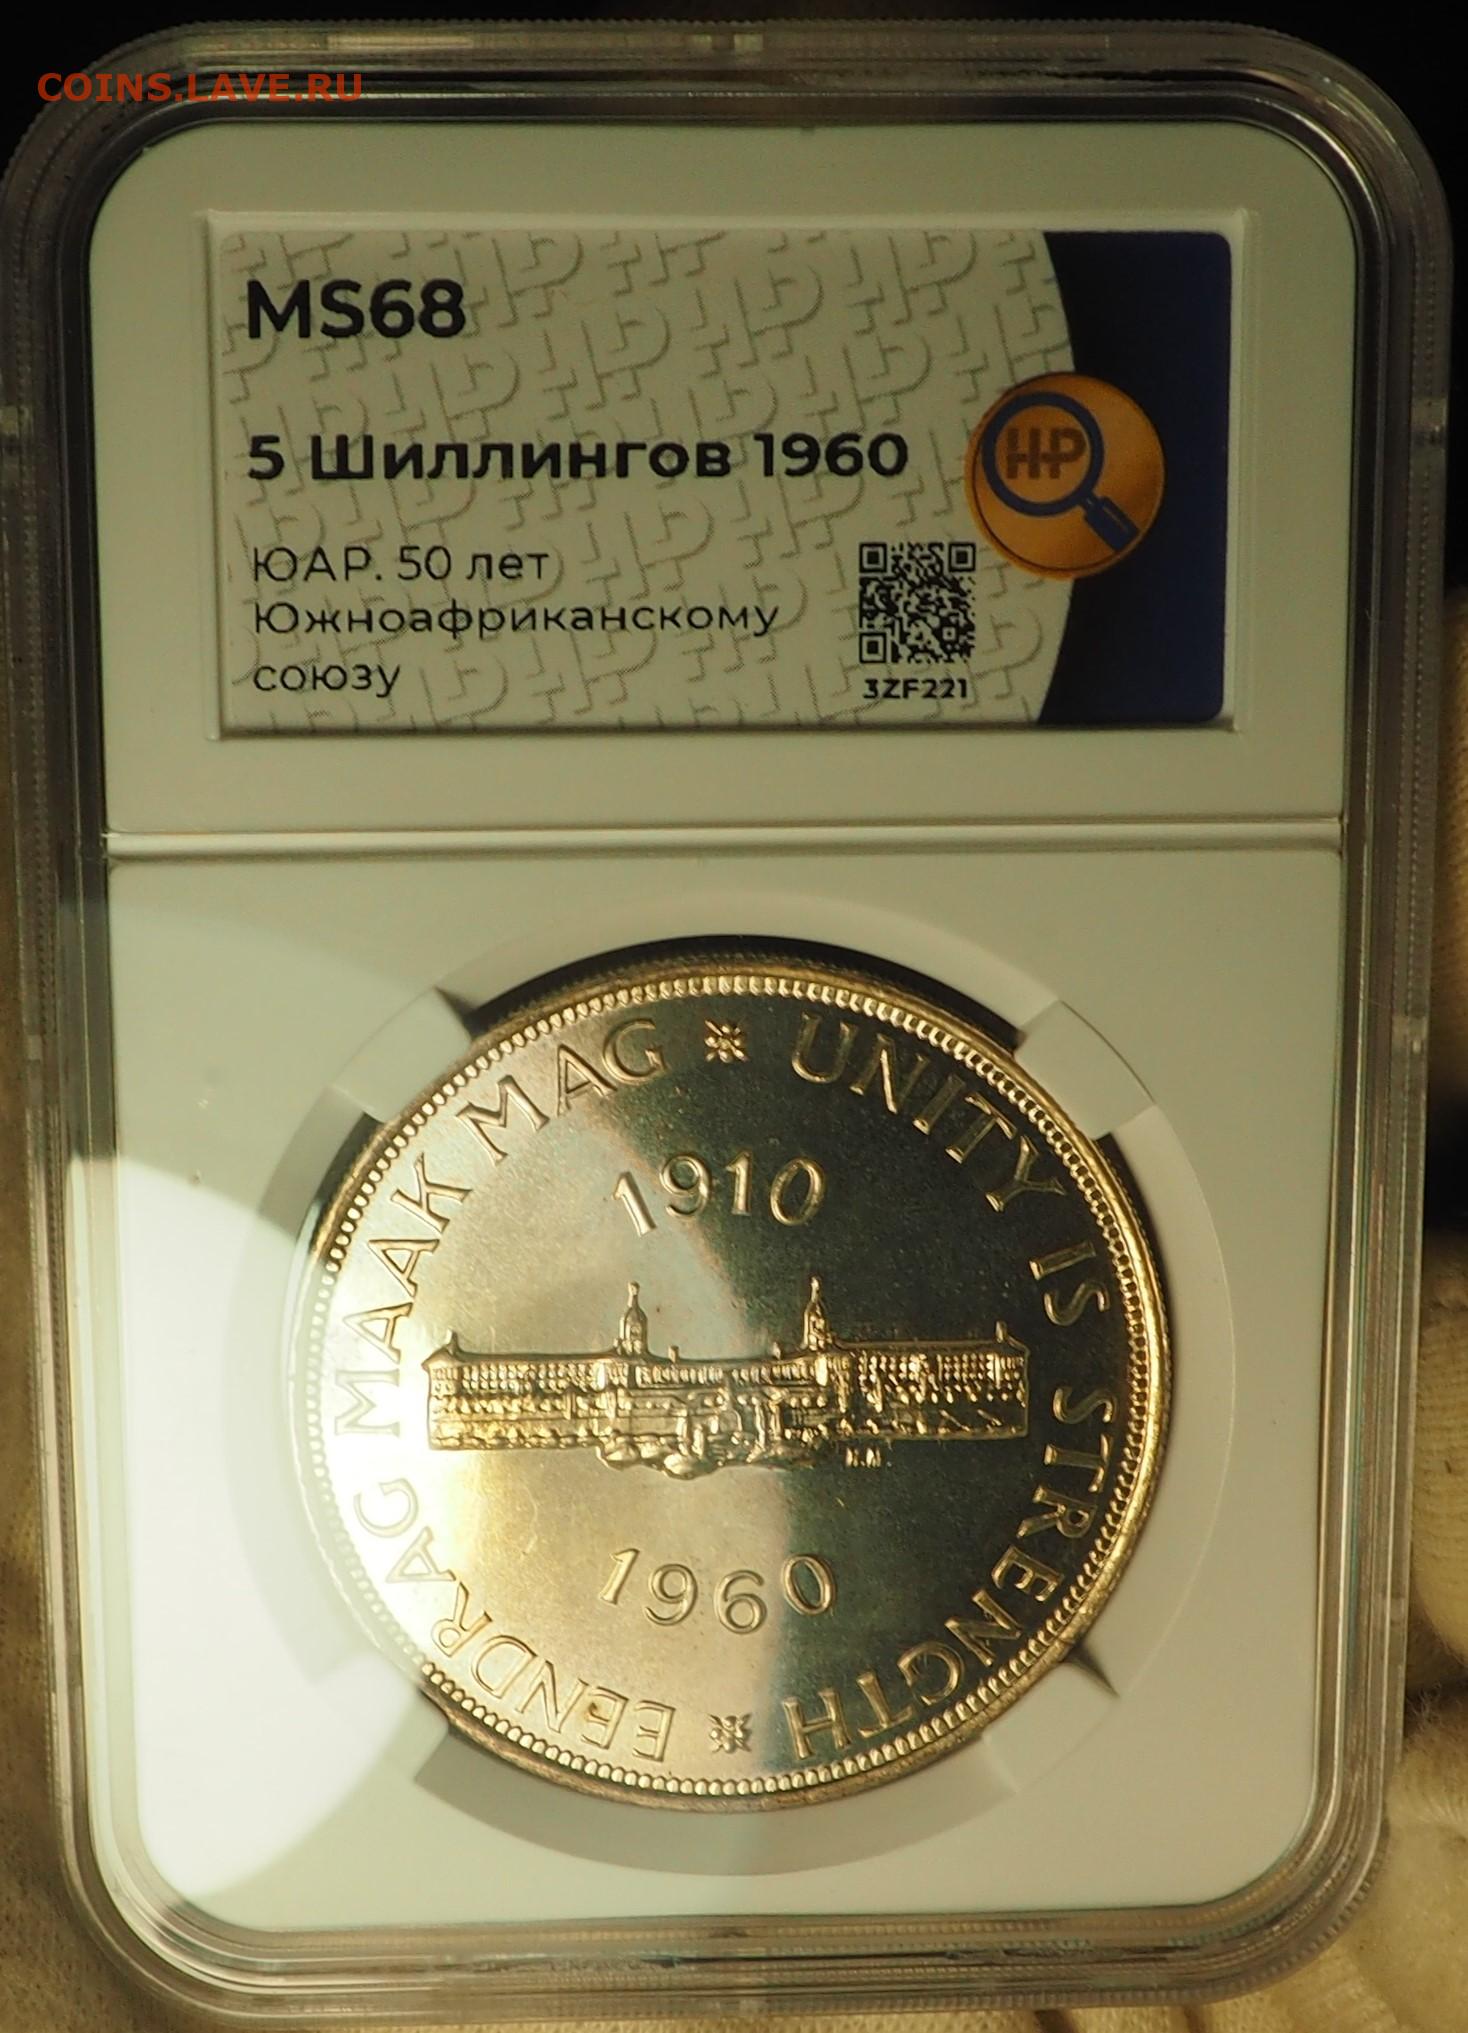 COINS.LAVE.RU
MS68
5 Шиллингов 1960
НР
ЮАР. 50 лет
Южноафриканскому
союзу
3ZF221
EENDRAG MAAK MAG * UNITY IS STRENGTH *
1910
1960